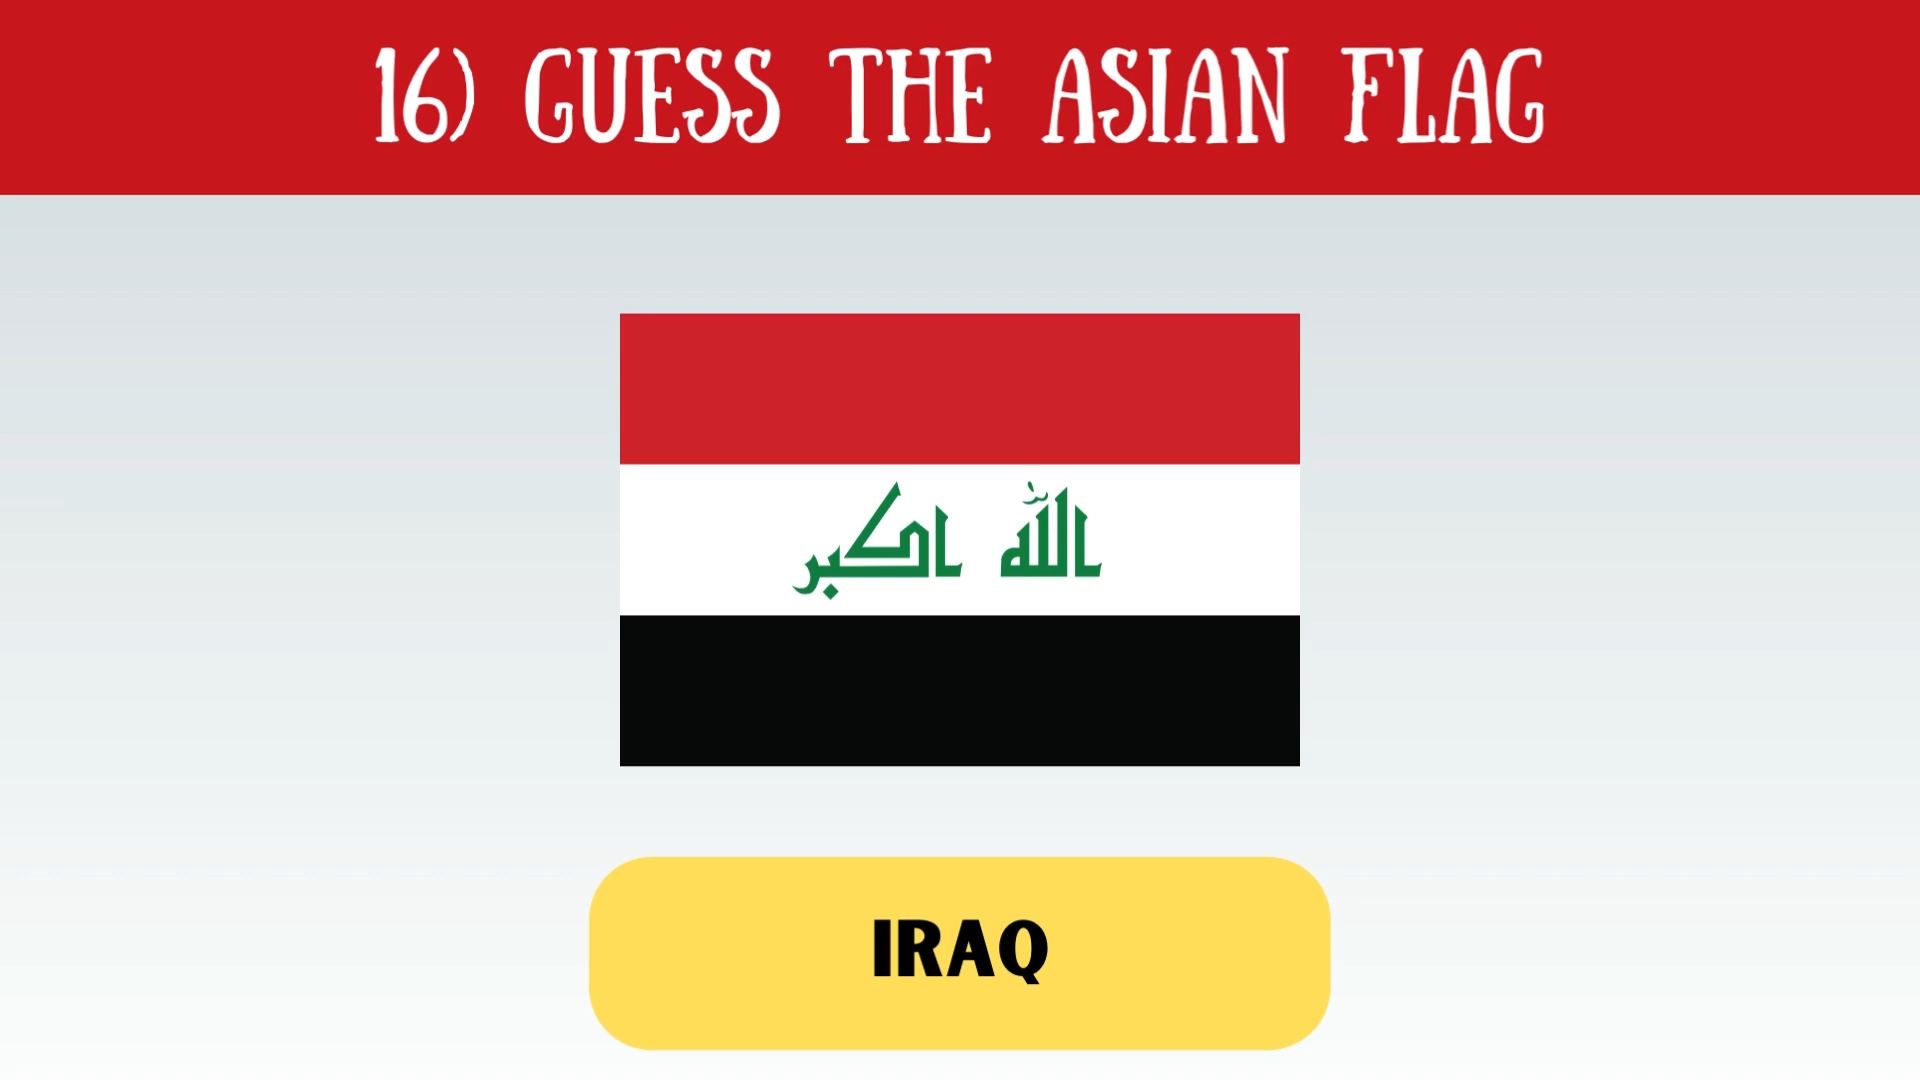 16) GUESS THE ASIAN FLAG
الله اكبر
IRAQ